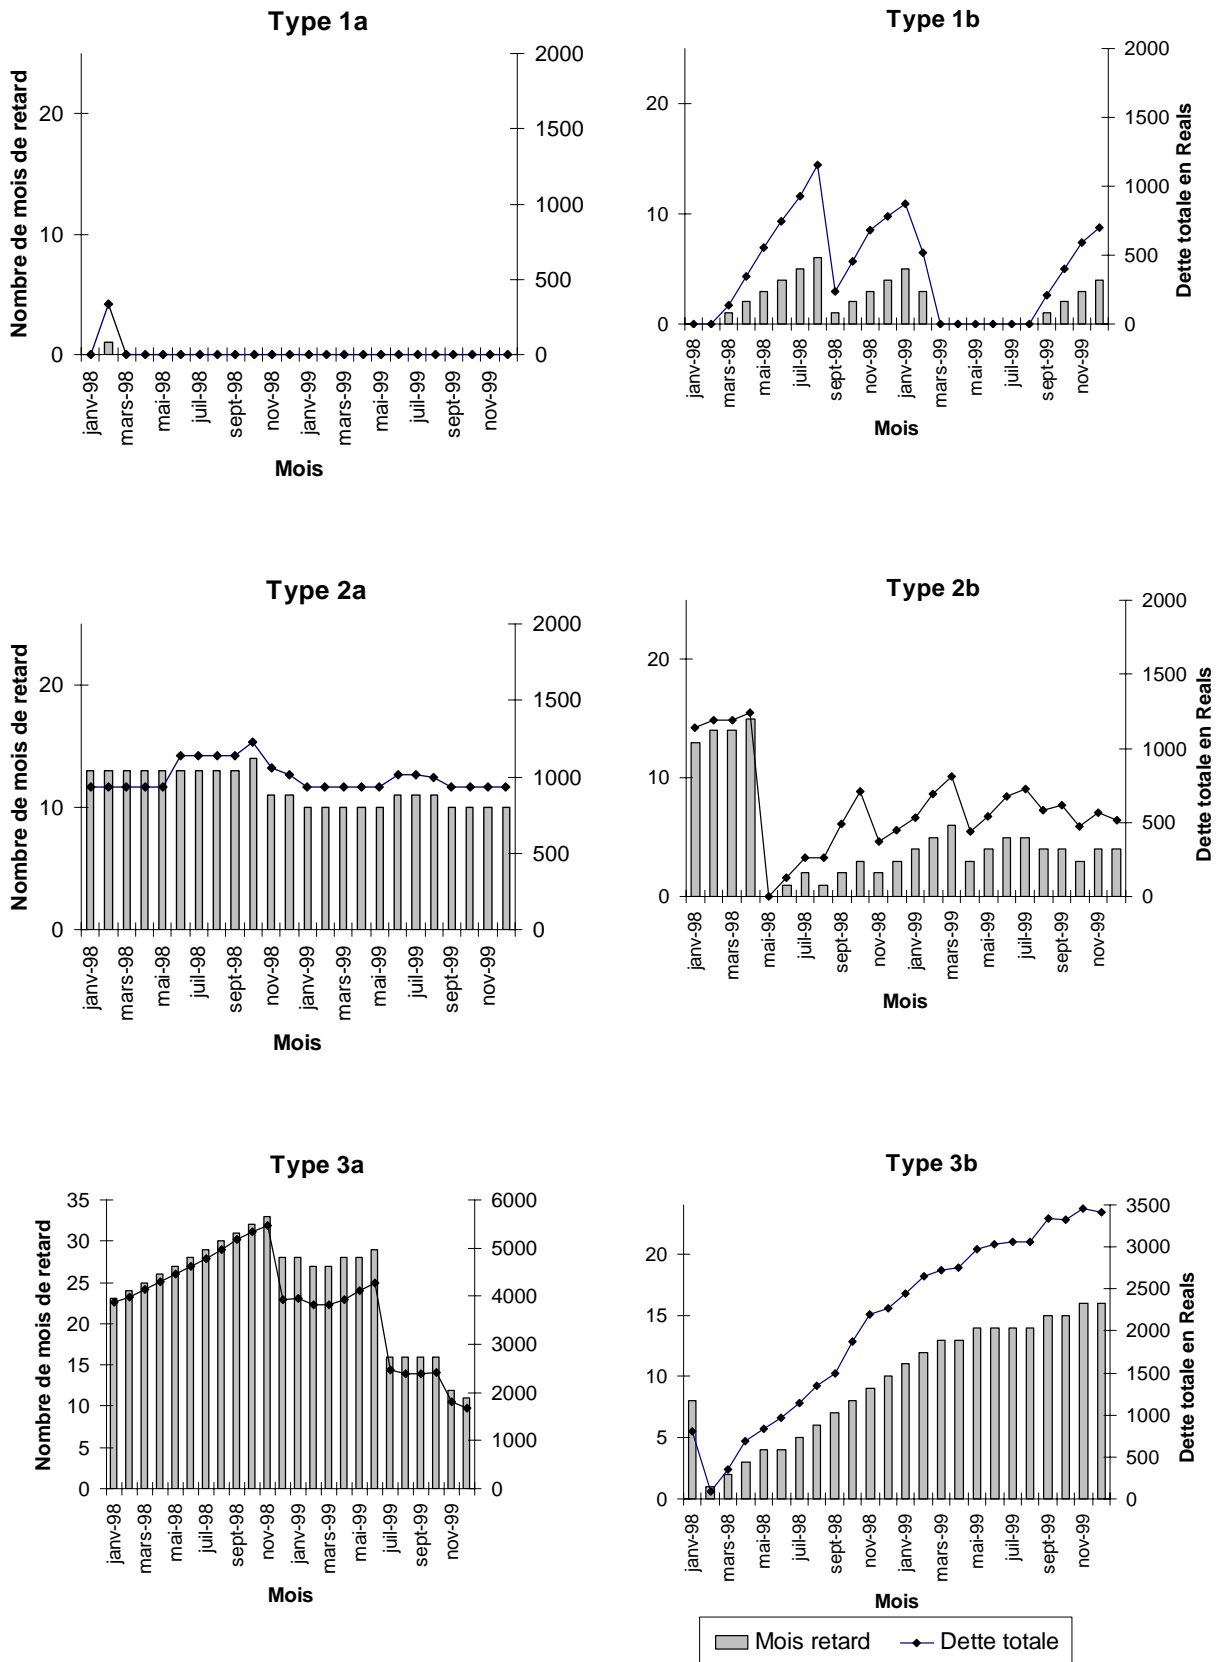 Type 1a
Nombre de mois de retard
20
10
0
2000
1500
1000
500
0
janv-98
mars-98
mai-98
juil-98
sept-98
nov-98
janv-99
mars-99
mai-99
juil-99
sept-99
nov-99
Mois
Type 1b
20
10
0
2000
1500
1000
500
0
Dette totale en Reals
janv-98
mars-98
mai-98
juil-98
sept-98
nov-98
janv-99
mars-99
mai-99
juil-99
sept-99
nov-99
Mois
Type 2a
Nombre de mois de retard
20
10
0
2000
1500
1000
500
0
janv-98
mars-98
mai-98
juil-98
sept-98
nov-98
janv-99
mars-99
mai-99
juil-99
sept-99
nov-99
Mois
Type 2b
20
10
0
2000
1500
1000
500
0
Dette totale en Reals
janv-98
mars-98
mai-98
juil-98
sept-98
nov-98
janv-99
mars-99
mai-99
juil-99
sept-99
nov-99
Mois
Type 3a
Nombre de mois de retard
35
30
25
20
15
10
5
0
6000
5000
4000
3000
2000
1000
0
janv-98
mars-98
mai-98
juil-98
sept-98
nov-98
janv-99
mars-99
mai-99
juil-99
sept-99
nov-99
Mois
Type 3b
20
15
10
5
0
3500
3000
2500
2000
1500
1000
500
0
Dette totale en Reals
janv-98
mars-98
mai-98
juil-98
sept-98
nov-98
janv-99
mars-99
mai-99
juil-99
sept-99
nov-99
Mois
Mois retard
Dette totale